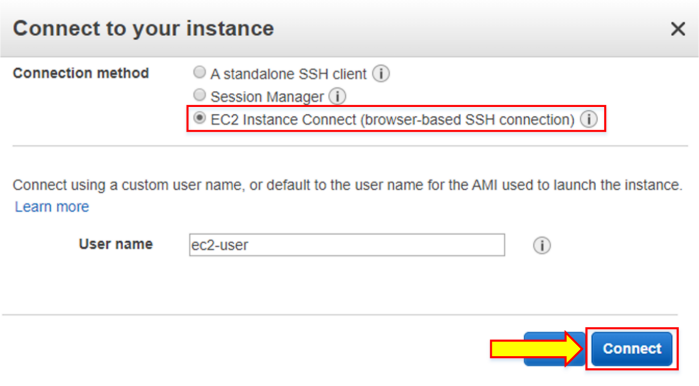 Connect to your instance
Connection method
A standalone SSH client i
Session Manager i
EC2 Instance Connect (browser-based SSH connection) i
Connect using a custom user name, or default to the user name for the AMI used to launch the instance.
Learn more
User name ec2-user i
Connect